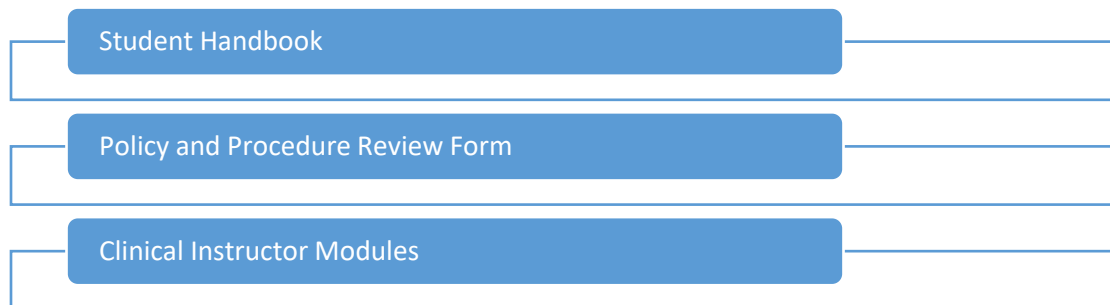 Student Handbook
Policy and Procedure Review Form
Clinical Instructor Modules